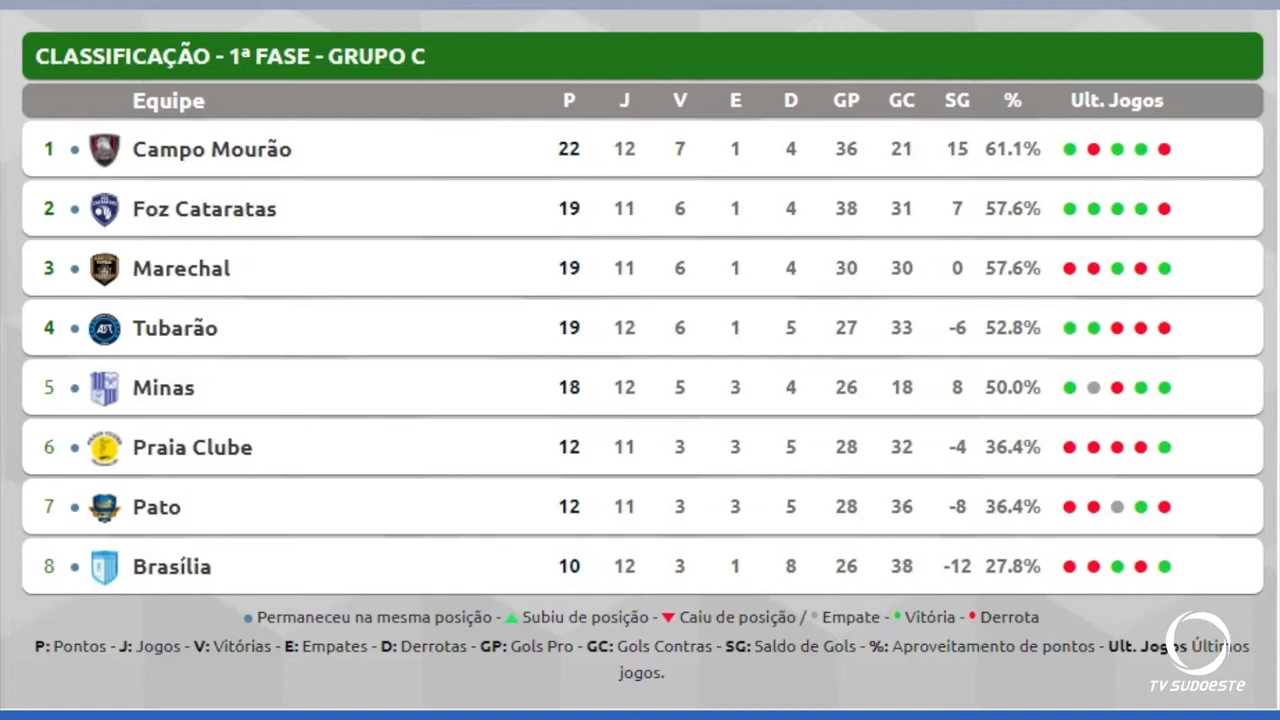 CLASSIFICAÇÃO - 1ª FASE - GRUPO C
Equipe P J V E D GP GC SG % Ult. Jogos
1 Campo Mourão 22 12 7 1 4 36 21 15 61.1%
2 Foz Cataratas 19 11 6 1 4 38 31 7 57.6%
3 Marechal 19 11 6 1 4 30 30 0 57.6%
4 Tubarão 19 12 6 1 5 27 33 -6 52.8%
5 Minas 18 12 5 3 4 26 18 8 50.0%
6 Praia Clube 12 11 3 3 5 28 32 -4 36.4%
7 Pato 12 11 3 3 5 28 36 -8 36.4%
8 Brasília 10 12 3 1 8 26 38 -12 27.8%
Permaneceu na mesma posição - Subiu de posição - Caiu de posição / Empate - Vitória - Derrota
P: Pontos - J: Jogos - V: Vitórias - E: Empates - D: Derrotas - GP: Gols Pro - GC: Gols Contras - SG: Saldo de Gols - %: Aproveitamento de pontos - Ult. Jogos Últimos
jogos.
TV SUDOESTE